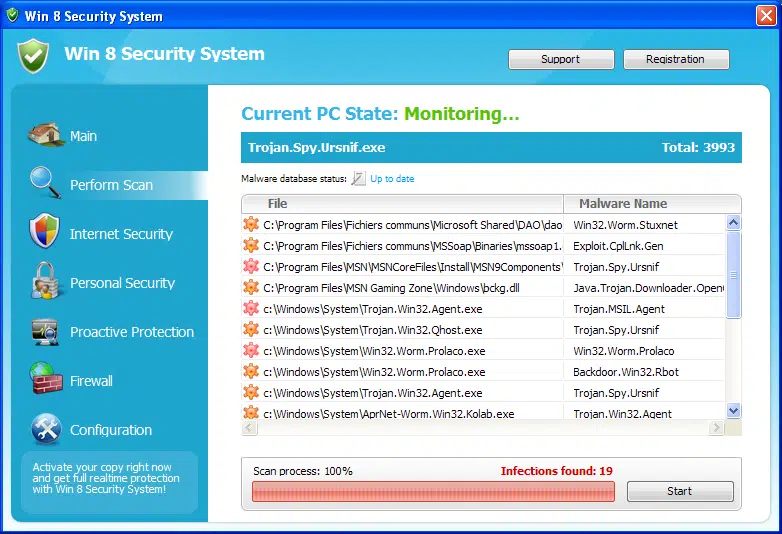 Win 8 Security System
Win 8 Security System
Support
Registration
Main
Perform Scan
Internet Security
Personal Security
Proactive Protection
Firewall
Configuration
Activate your copy right now
and get full realtime protection
with Win 8 Security System!
Current PC State: Monitoring...
Trojan.Spy.Ursnif.exe Total: 3993
Malware database status: Up to date
File Malware Name
C:\Program Files\Fichiers communs\Microsoft Shared\DAO\dao Win32.Worm.Stuxnet
C:\Program Files\Fichiers communs\MSSoap\Binaries\mssoap1. Exploit.CplLnk.Gen
C:\Program Files\MSN\MSNCoreFiles\Install\MSN9Components\ Trojan.Spy.Ursnif
C:\Program Files\MSN Gaming Zone\Windows\bckg.dll Java.Trojan.Downloader.Open
c:\Windows\System\Trojan.Win32.Agent.exe Trojan.MSIL.Agent
c:\Windows\System\Trojan.Win32.Qhost.exe Trojan.Spy.Ursnif
c:\Windows\System\Win32.Worm.Prolaco.exe Win32.Worm.Prolaco
c:\Windows\System\Win32.Worm.Prolaco.exe Backdoor.Win32.Rbot
c:\Windows\System\Trojan.Win32.Agent.exe Trojan.Spy.Ursnif
c:\Windows\System\AprNet-Worm.Win32.Kolab.exe Trojan.Win32.Agent
Scan process: 100% Infections found: 19
Start